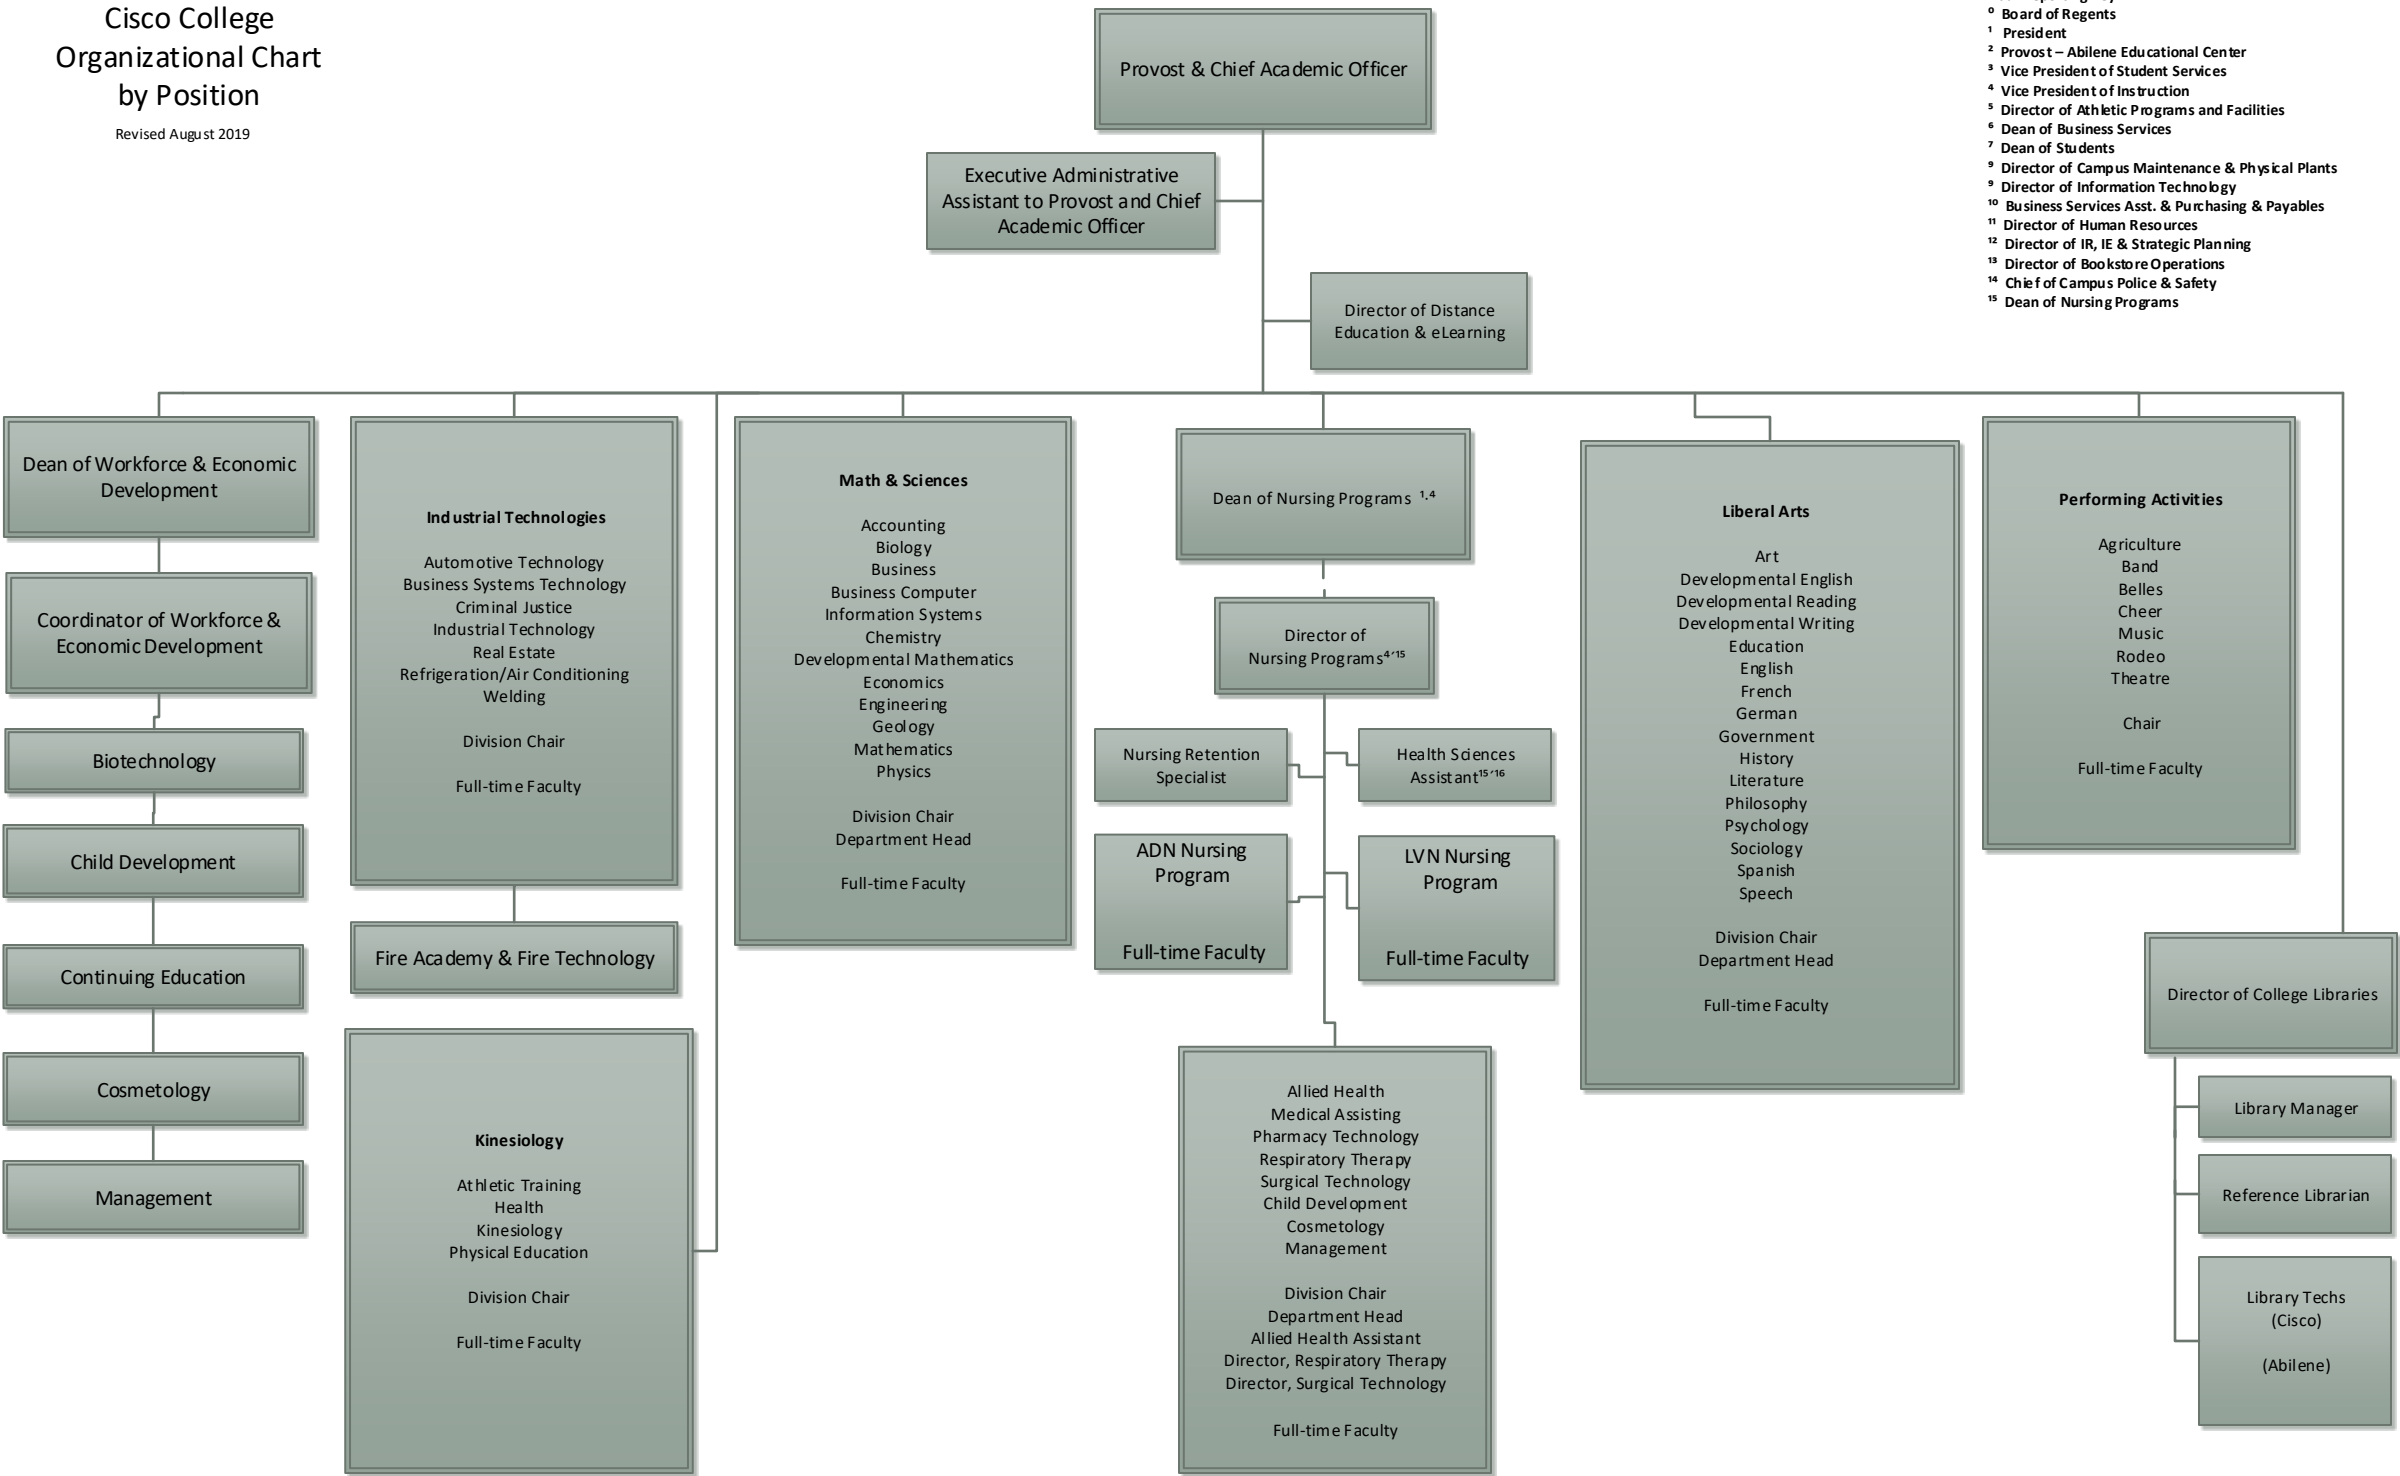 Cisco College
Organizational Chart
by Position
Revised August 2019
⁰ Board of Regents
¹ President
² Provost – Abilene Educational Center
³ Vice President of Student Services
⁴ Vice President of Instruction
⁵ Director of Athletic Programs and Facilities
⁶ Dean of Business Services
⁷ Dean of Students
⁹ Director of Campus Maintenance & Physical Plants
⁹ Director of Information Technology
¹⁰ Business Services Asst. & Purchasing & Payables
¹¹ Director of Human Resources
¹² Director of IR, IE & Strategic Planning
¹³ Director of Bookstore Operations
¹⁴ Chief of Campus Police & Safety
¹⁵ Dean of Nursing Programs
Provost & Chief Academic Officer
Executive Administrative
Assistant to Provost and Chief
Academic Officer
Director of Distance
Education & eLearning
Dean of Workforce & Economic
Development
Coordinator of Workforce &
Economic Development
Biotechnology
Child Development
Continuing Education
Cosmetology
Management
Industrial Technologies
Automotive Technology
Business Systems Technology
Criminal Justice
Industrial Technology
Real Estate
Refrigeration/Air Conditioning
Welding
Division Chair
Full-time Faculty
Fire Academy & Fire Technology
Kinesiology
Athletic Training
Health
Kinesiology
Physical Education
Division Chair
Full-time Faculty
Math & Sciences
Accounting
Biology
Business
Business Computer
Information Systems
Chemistry
Developmental Mathematics
Economics
Engineering
Geology
Mathematics
Physics
Division Chair
Department Head
Full-time Faculty
Dean of Nursing Programs ¹·⁴
Director of
Nursing Programs⁴´¹⁵
Nursing Retention
Specialist
Health Sciences
Assistant¹⁵´¹⁶
ADN Nursing
Program
Full-time Faculty
LVN Nursing
Program
Full-time Faculty
Allied Health
Medical Assisting
Pharmacy Technology
Respiratory Therapy
Surgical Technology
Child Development
Cosmetology
Management
Division Chair
Department Head
Allied Health Assistant
Director, Respiratory Therapy
Director, Surgical Technology
Full-time Faculty
Liberal Arts
Art
Developmental English
Developmental Reading
Developmental Writing
Education
English
French
German
Government
History
Literature
Philosophy
Psychology
Sociology
Spanish
Speech
Division Chair
Department Head
Full-time Faculty
Performing Activities
Agriculture
Band
Belles
Cheer
Music
Rodeo
Theatre
Chair
Full-time Faculty
Director of College Libraries
Library Manager
Reference Librarian
Library Techs
(Cisco)
(Abilene)